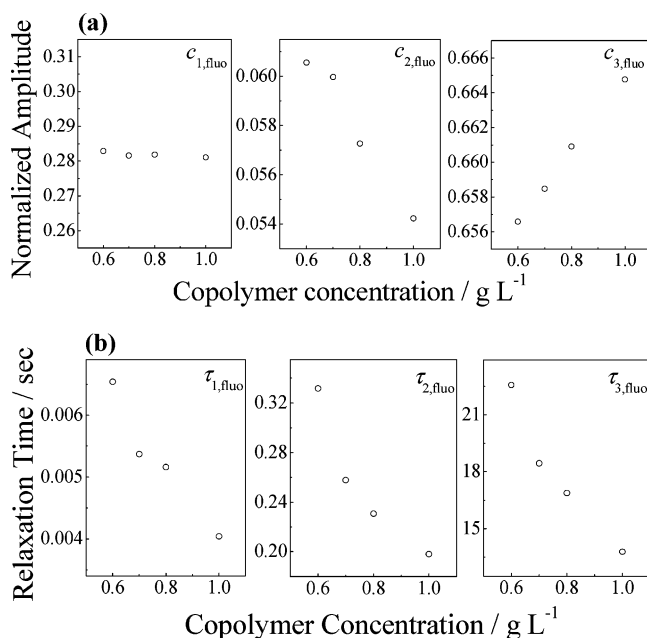 (a)
Normalized Amplitude
c1,fluo
0.31
0.30
0.29
0.28
0.27
0.26
0.6 0.8 1.0
c2,fluo
0.060
0.058
0.056
0.054
0.6 0.8 1.0
c3,fluo
0.666
0.664
0.662
0.660
0.658
0.656
0.6 0.8 1.0
Copolymer concentration / g L-1
(b)
Relaxation Time / sec
τ1,fluo
0.006
0.005
0.004
0.6 0.8 1.0
τ2,fluo
0.32
0.28
0.24
0.20
0.6 0.8 1.0
τ3,fluo
21
18
15
0.6 0.8 1.0
Copolymer Concentration / g L-1